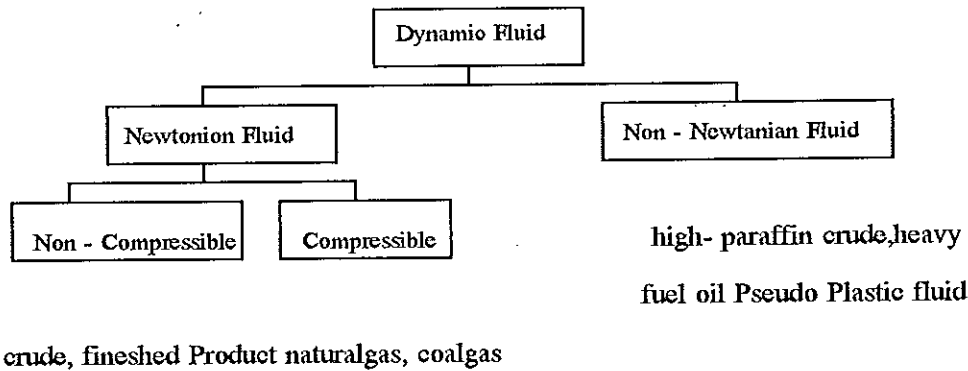 Dynamio Fluid
Newtonion Fluid
Non - Newtanian Fluid
Non - Compressible
Compressible
high- paraffin crude,heavy
fuel oil Pseudo Plastic fluid
crude, fineshed Product naturalgas, coalgas